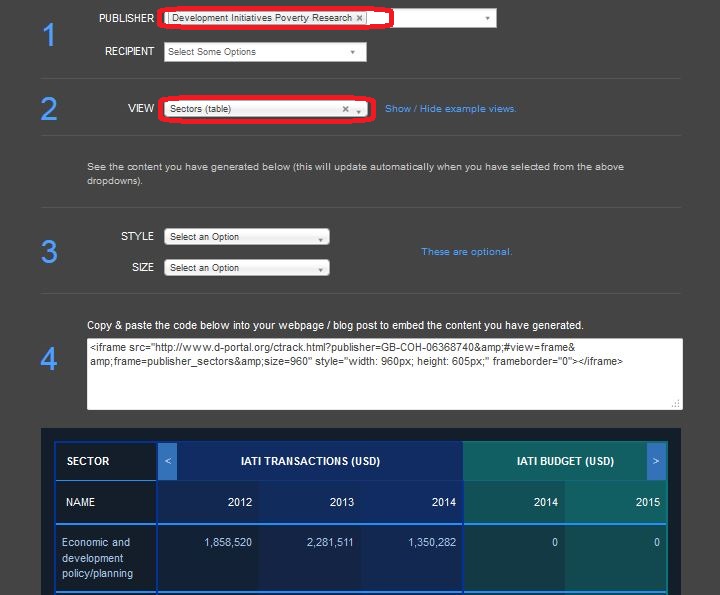 1
PUBLISHER
Development Initiatives Poverty Research ×
RECIPIENT
Select Some Options
2
VIEW
Sectors (table) ×
Show / Hide example views.
See the content you have generated below (this will update automatically when you have selected from the above
dropdowns).
3
STYLE
Select an Option
SIZE
Select an Option
These are optional.
4
Copy & paste the code below into your webpage / blog post to embed the content you have generated.
<iframe src="http://www.d-portal.org/ctrack.html?publisher=GB-COH-06368740&amp;#view=frame&
amp;frame=publisher_sectors&amp;size=960" style="width: 960px; height: 605px;" frameborder="0"></iframe>
SECTOR < IATI TRANSACTIONS (USD) IATI BUDGET (USD) >
NAME 2012 2013 2014 2014 2015
Economic and 1,858,520 2,281,511 1,350,282 0 0
development
policy/planning